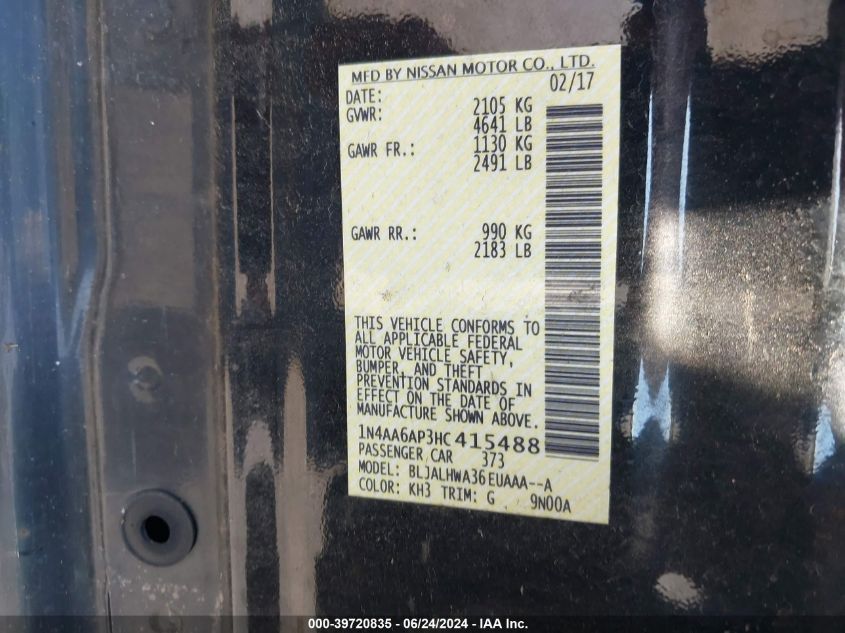 MFD BY NISSAN MOTOR CO., LTD.
DATE: 02/17
GVWR: 2105 KG
4641 LB
GAWR FR.: 1130 KG
2491 LB
GAWR RR.: 990 KG
2183 LB
THIS VEHICLE CONFORMS TO
ALL APPLICABLE FEDERAL
MOTOR VEHICLE SAFETY,
BUMPER, AND THEFT
PREVENTION STANDARDS IN
EFFECT ON THE DATE OF
MANUFACTURE SHOWN ABOVE.
1N4AA6AP3HC415488
PASSENGER CAR 373
MODEL: BLJALHWA36EUAAA--A
COLOR: KH3 TRIM: G 9N00A
000-39720835 - 06/24/2024 - IAA Inc.